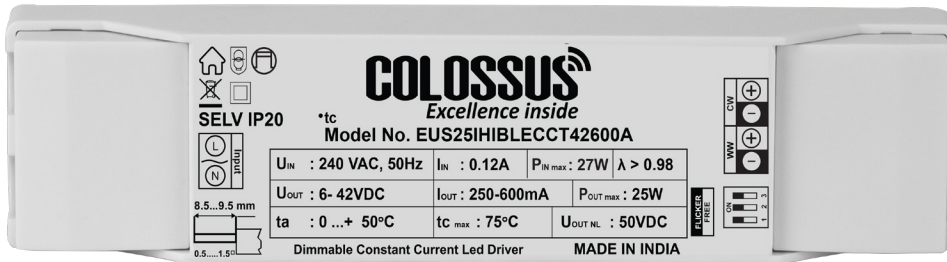 COLOSSUS
Excellence inside
SELV IP20
•tc
Model No. EUS25IHIBLECCT42600A
L
N
Input
UIN : 240 VAC, 50Hz IIN : 0.12A PIN max : 27W λ > 0.98
UOUT : 6- 42VDC IOUT : 250-600mA POUT max : 25W
ta : 0 ...+ 50°C tc max : 75°C UOUT NL : 50VDC
8.5...9.5 mm
0.5.....1.5□
Dimmable Constant Current Led Driver MADE IN INDIA
FLICKER
FREE
CW
+
−
WW
+
−
ON
1 2 3